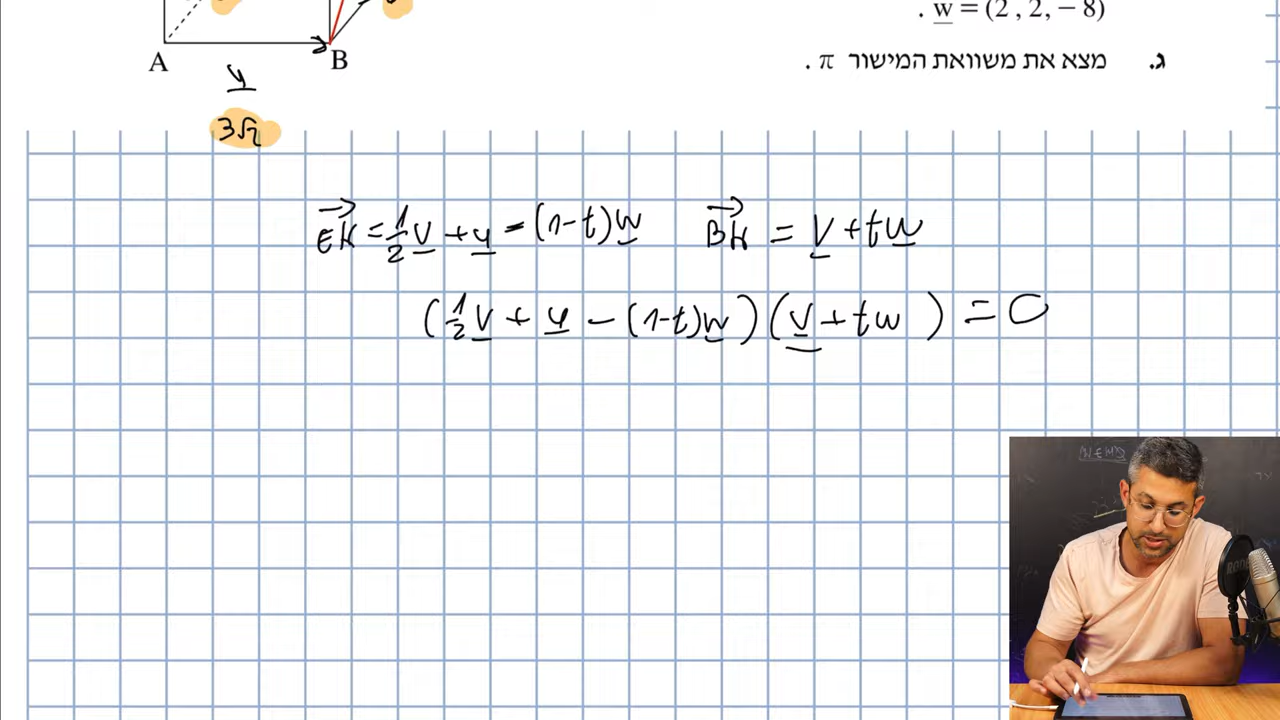 . w = (2 , 2, − 8)
ג. מצא את משוואת המישור π .
A
B
u
3√2
EK = 1/2 v + u − (1−t)w BK = v + tw
(1/2 v + u − (1−t)w)(v + tw) = 0